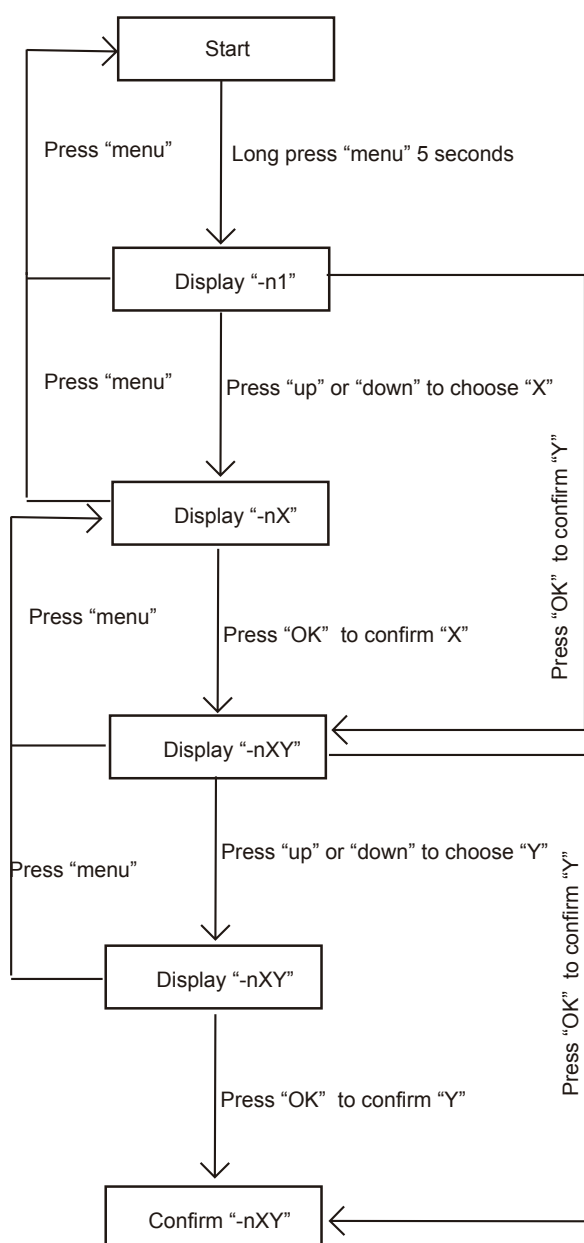 Start
Press “menu”
Long press “menu” 5 seconds
Display “-n1”
Press “menu”
Press “up” or “down” to choose “X”
Press “OK” to confirm “Y”
Display “-nX”
Press “menu”
Press “OK” to confirm “X”
Display “-nXY”
Press “menu”
Press “up” or “down” to choose “Y”
Press “OK” to confirm “Y”
Display “-nXY”
Press “OK” to confirm “Y”
Confirm “-nXY”